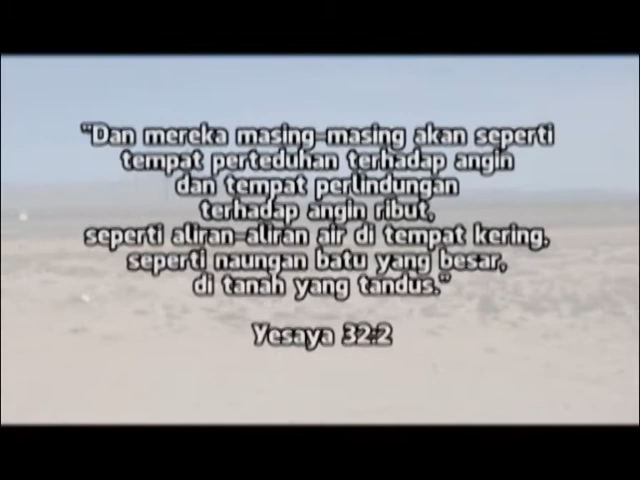 "Dan mereka masing-masing akan seperti
tempat perteduhan terhadap angin
dan tempat perlindungan
terhadap angin ribut,
seperti aliran-aliran air di tempat kering,
seperti naungan batu yang besar,
di tanah yang tandus."
Yesaya 32:2